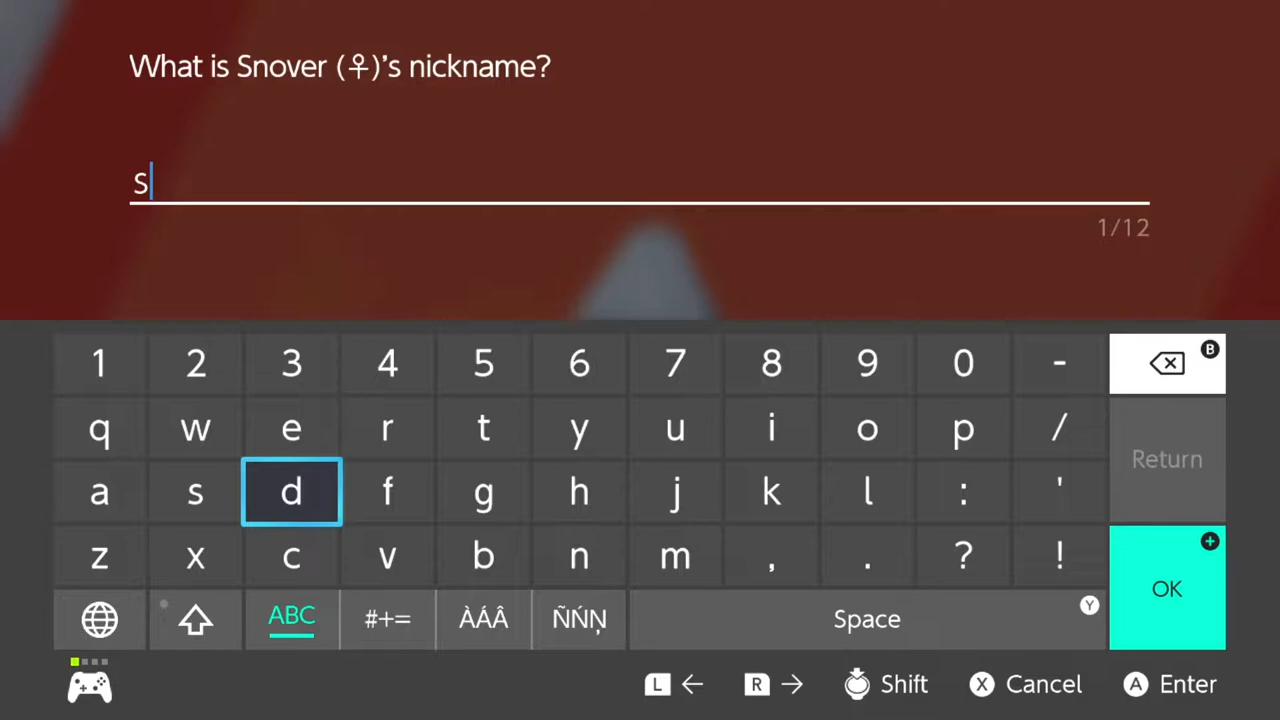 What is Snover (♀)'s nickname?
S
1/12
1 2 3 4 5 6 7 8 9 0 -
B
q w e r t y u i o p /
Return
a s d f g h j k l : '
z x c v b n m , . ? !
+
OK
ABC #+= ÀÁÂ ÑŃŅ Space Y
L ← R → Shift X Cancel A Enter